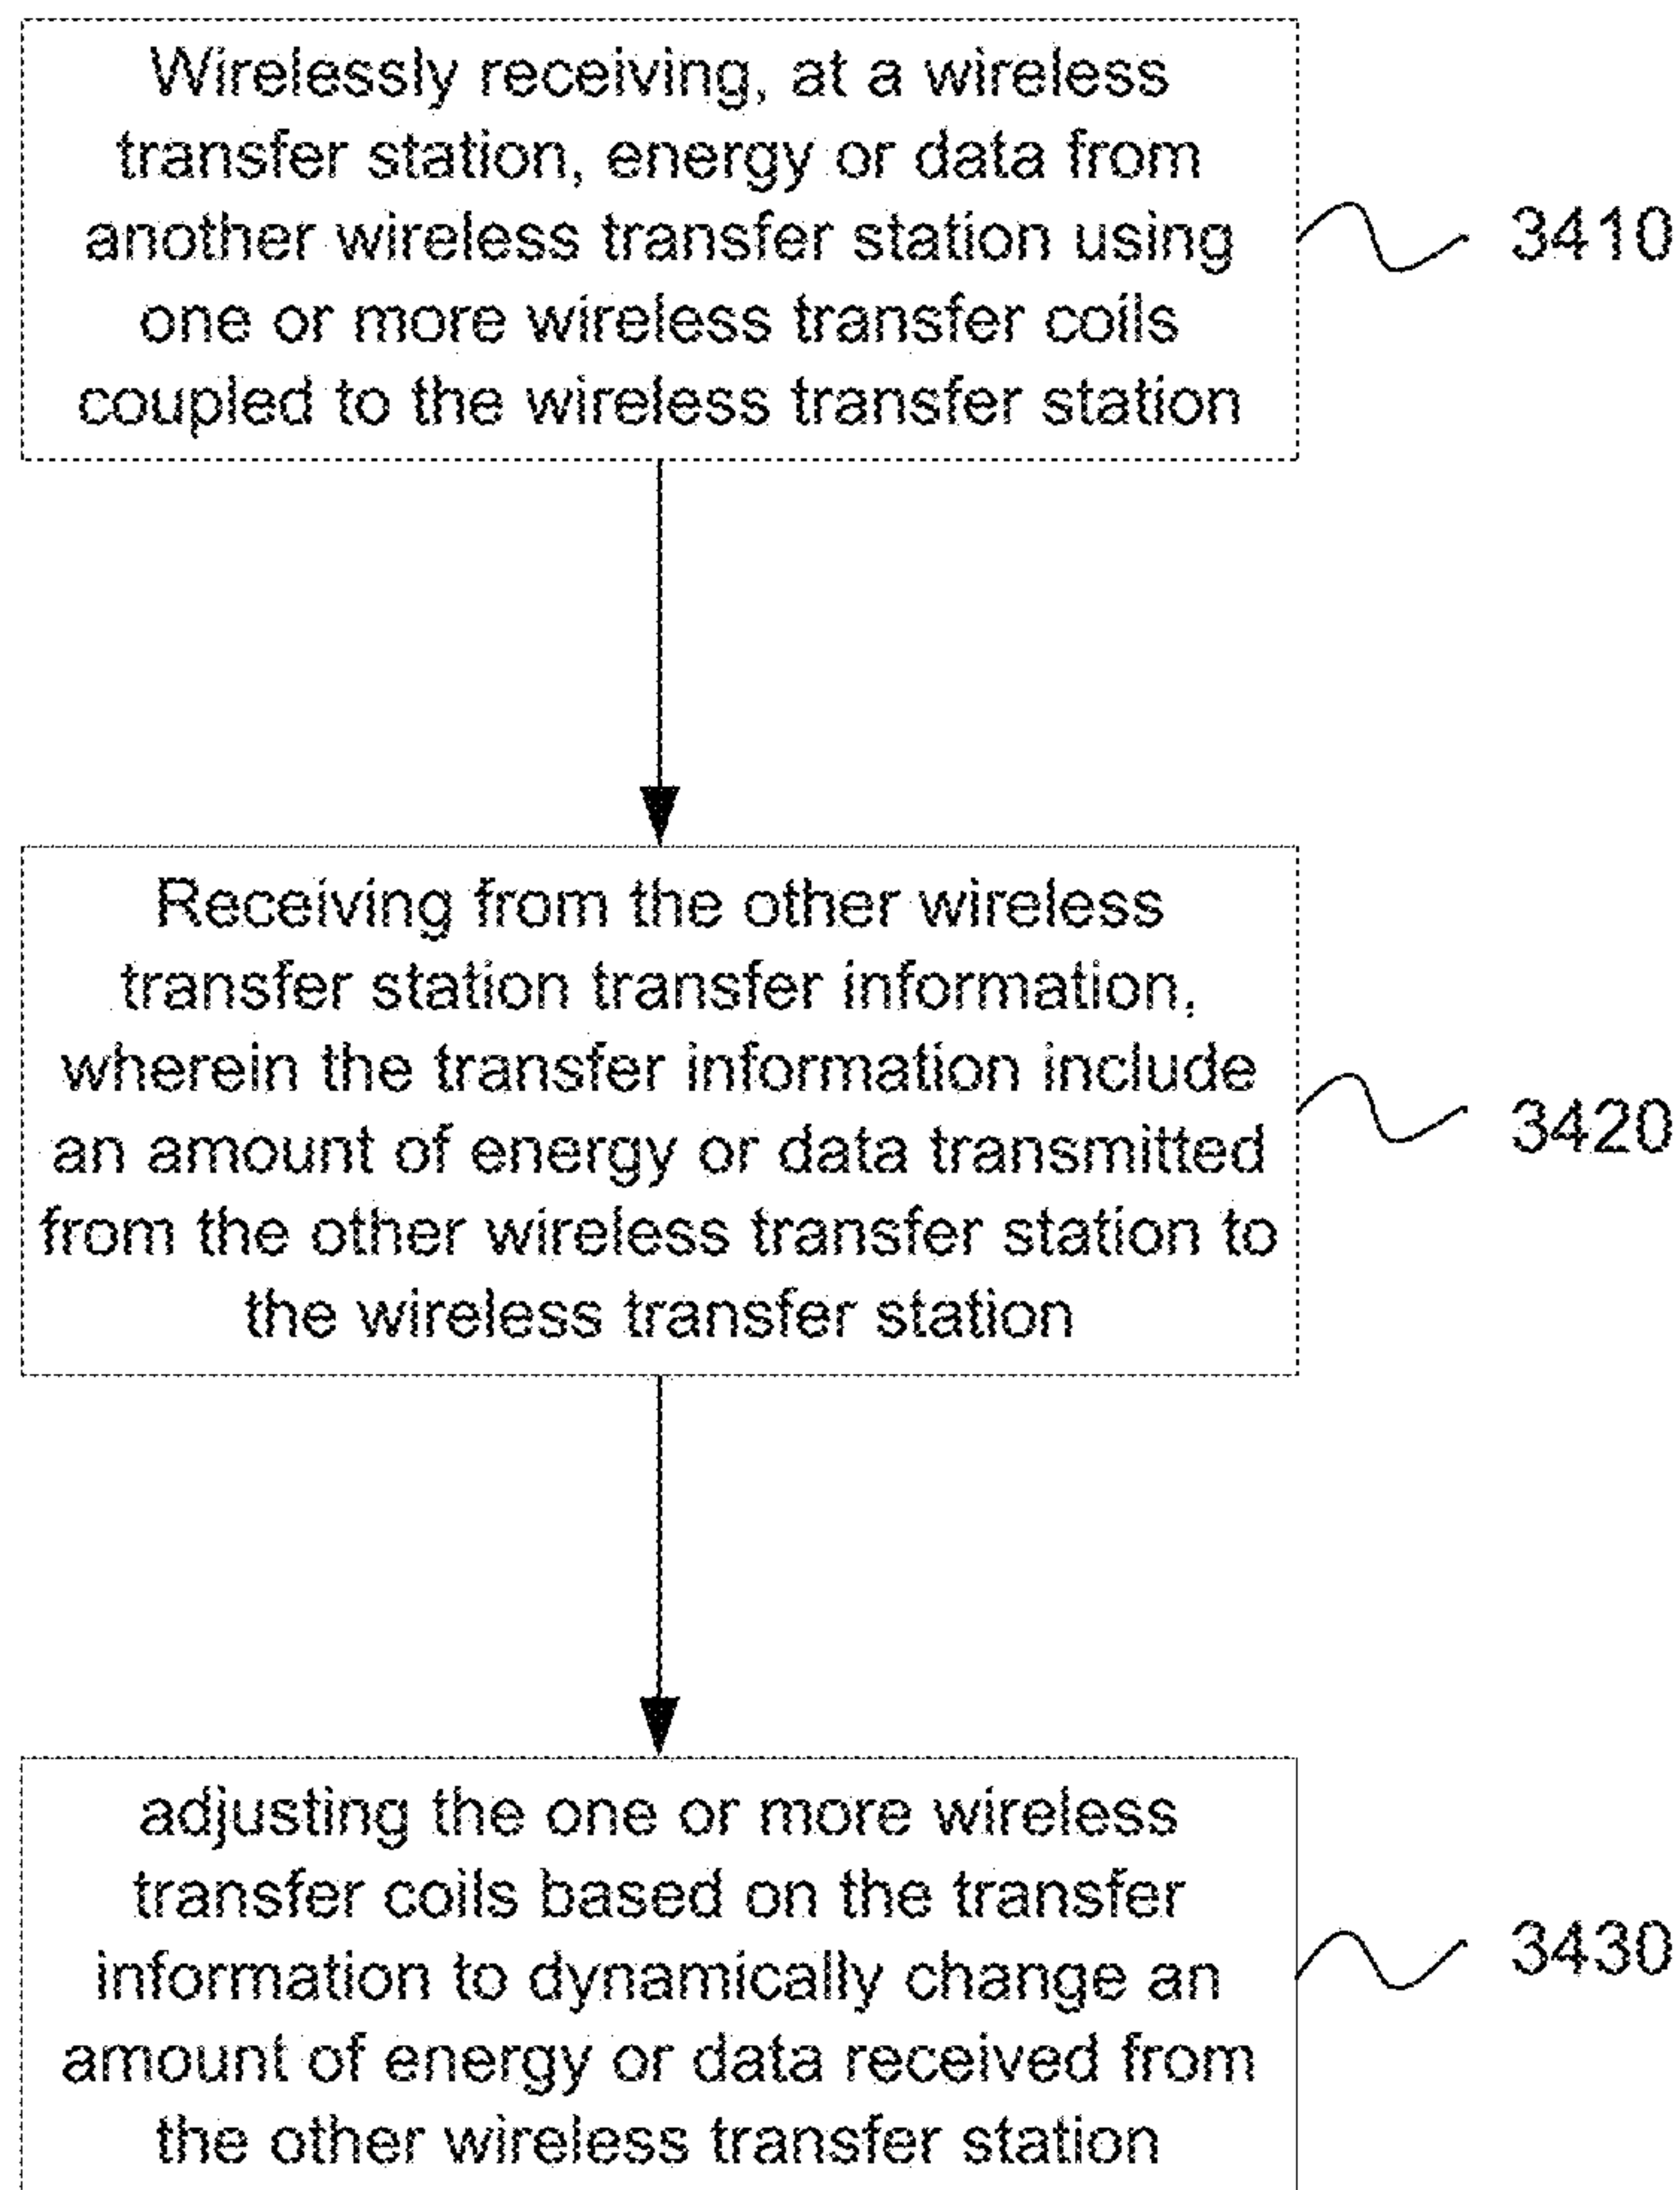 Wirelessly receiving, at a wireless
transfer station, energy or data from
another wireless transfer station using
one or more wireless transfer coils
coupled to the wireless transfer station
3410
Receiving from the other wireless
transfer station transfer information,
wherein the transfer information include
an amount of energy or data transmitted
from the other wireless transfer station to
the wireless transfer station
3420
adjusting the one or more wireless
transfer coils based on the transfer
information to dynamically change an
amount of energy or data received from
the other wireless transfer station
3430